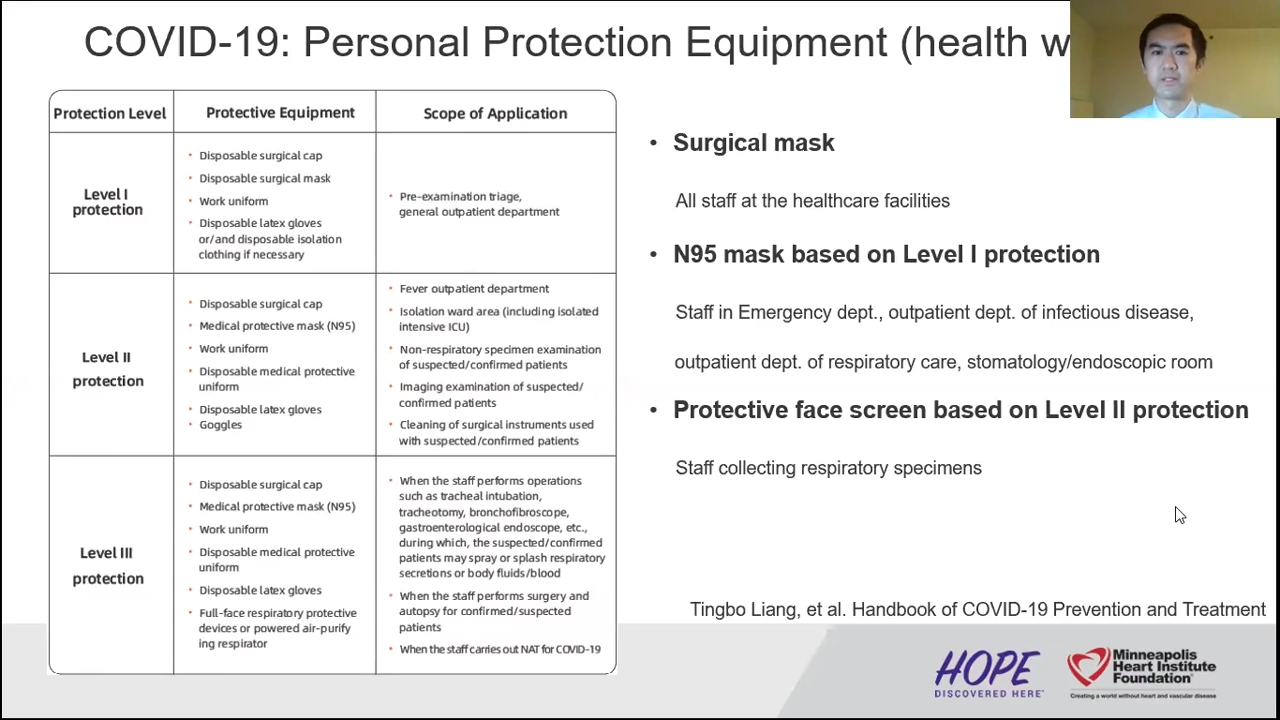 COVID-19: Personal Protection Equipment (health w
Protection Level
Protective Equipment
Scope of Application
Level I
protection
• Disposable surgical cap
• Disposable surgical mask
• Work uniform
• Disposable latex gloves
or/and disposable isolation
clothing if necessary
• Pre-examination triage,
general outpatient department
Level II
protection
• Disposable surgical cap
• Medical protective mask (N95)
• Work uniform
• Disposable medical protective
uniform
• Disposable latex gloves
• Goggles
• Fever outpatient department
• Isolation ward area (including isolated
intensive ICU)
• Non-respiratory specimen examination
of suspected/confirmed patients
• Imaging examination of suspected/
confirmed patients
• Cleaning of surgical instruments used
with suspected/confirmed patients
Level III
protection
• Disposable surgical cap
• Medical protective mask (N95)
• Work uniform
• Disposable medical protective
uniform
• Disposable latex gloves
• Full-face respiratory protective
devices or powered air-purify
ing respirator
• When the staff performs operations
such as tracheal intubation,
tracheotomy, bronchofibroscope,
gastroenterological endoscope, etc.,
during which, the suspected/confirmed
patients may spray or splash respiratory
secretions or body fluids/blood
• When the staff performs surgery and
autopsy for confirmed/suspected
patients
• When the staff carries out NAT for COVID-19
• Surgical mask
All staff at the healthcare facilities
• N95 mask based on Level I protection
Staff in Emergency dept., outpatient dept. of infectious disease,
outpatient dept. of respiratory care, stomatology/endoscopic room
• Protective face screen based on Level II protection
Staff collecting respiratory specimens
Tingbo Liang, et al. Handbook of COVID-19 Prevention and Treatment
HOPE
DISCOVERED HERE™
Minneapolis
Heart Institute
Foundation®
Creating a world without heart and vascular disease